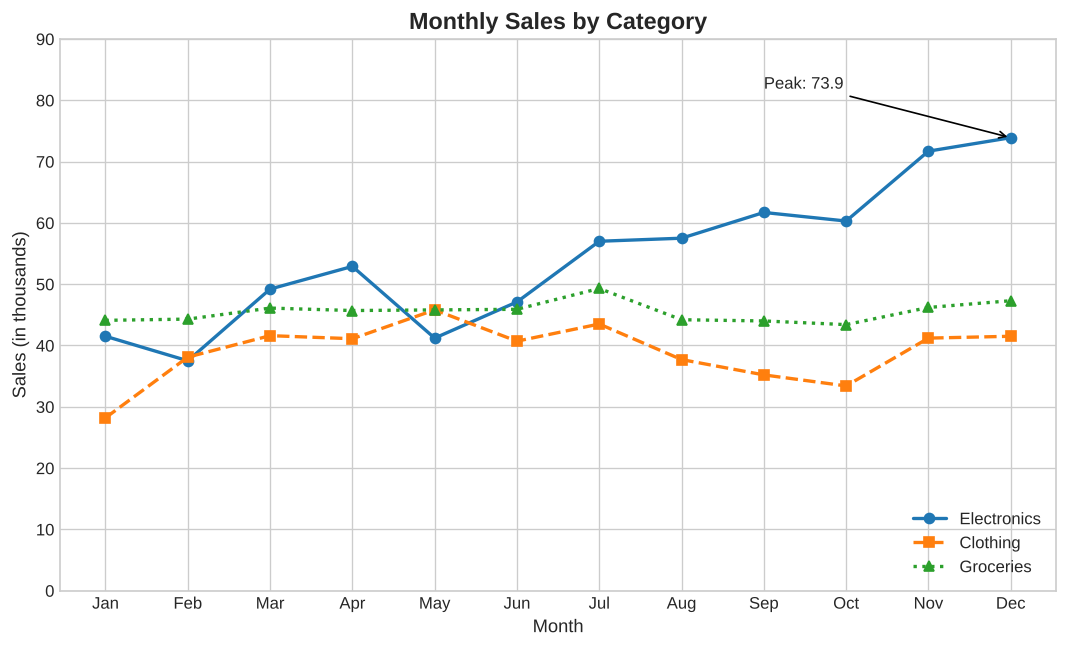 Monthly Sales by Category
90
80
70
60
50
40
30
20
10
0
Sales (in thousands)
Peak: 73.9
Electronics
Clothing
Groceries
Jan Feb Mar Apr May Jun Jul Aug Sep Oct Nov Dec
Month